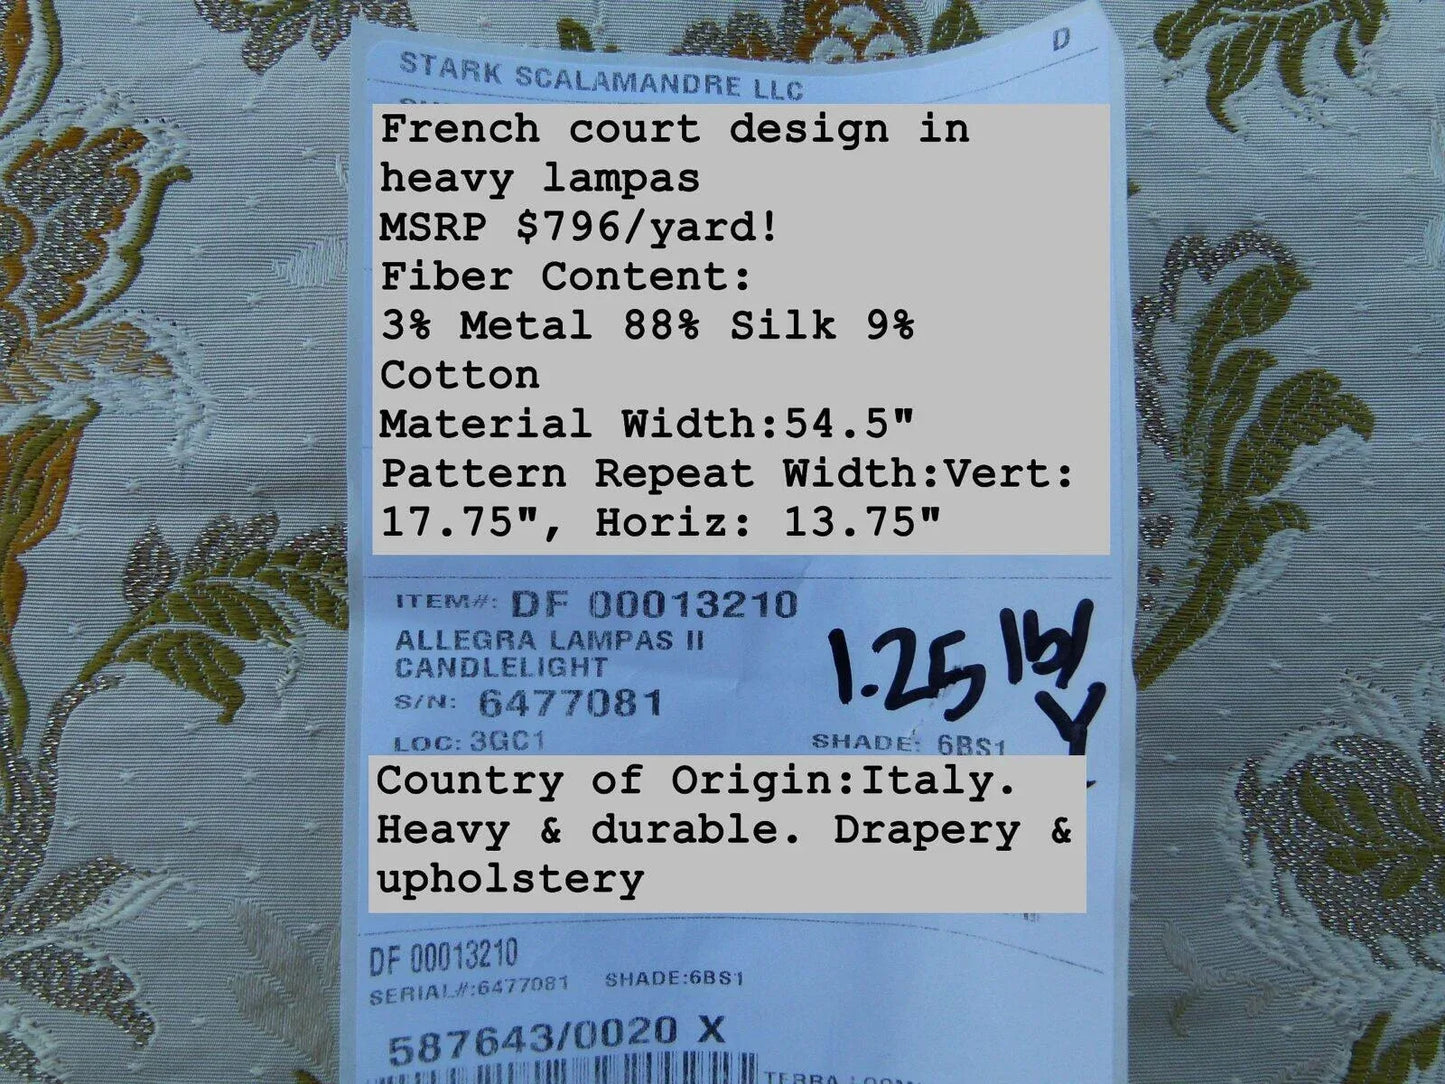 STARK SCALAMANDRE LLC
D
French court design in
heavy lampas
MSRP $796/yard!
Fiber Content:
3% Metal 88% Silk 9%
Cotton
Material Width:54.5"
Pattern Repeat Width:Vert:
17.75", Horiz: 13.75"
ITEM#: DF 00013210
ALLEGRA LAMPAS II
CANDLELIGHT
S/N: 6477081
1.25 lb/
Y
LOC: 3GC1
SHADE: 6BS1
Country of Origin:Italy.
Heavy & durable. Drapery &
upholstery
DF 00013210
SERIAL#:6477081 SHADE:6BS1
587643/0020 X